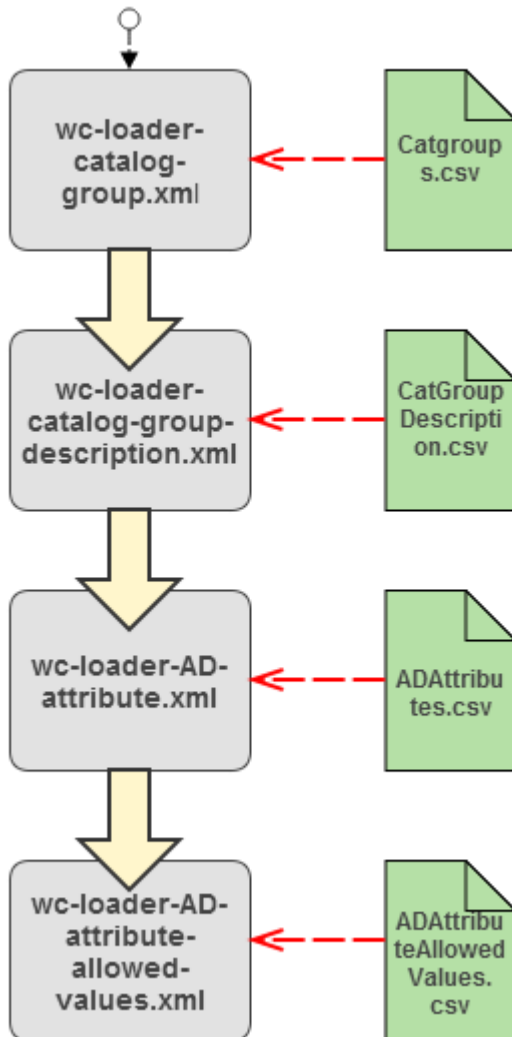 wc-loader-
catalog-
group.xml
Catgroup
s.csv
wc-loader-
catalog-group-
description.xml
CatGroup
Descripti
on.csv
wc-loader-AD-
attribute.xml
ADAttribu
tes.csv
wc-loader-AD-
attribute-
allowed-
values.xml
ADAttribu
teAllowed
Values.
csv